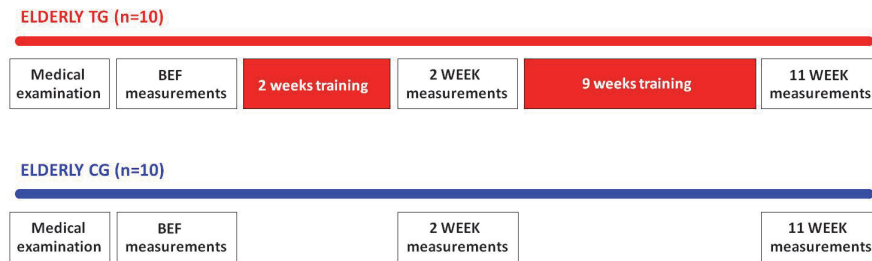 ELDERLY TG (n=10)
Medical examination
BEF measurements
2 weeks training
2 WEEK measurements
9 weeks training
11 WEEK measurements
ELDERLY CG (n=10)
Medical examination
BEF measurements
2 WEEK measurements
11 WEEK measurements